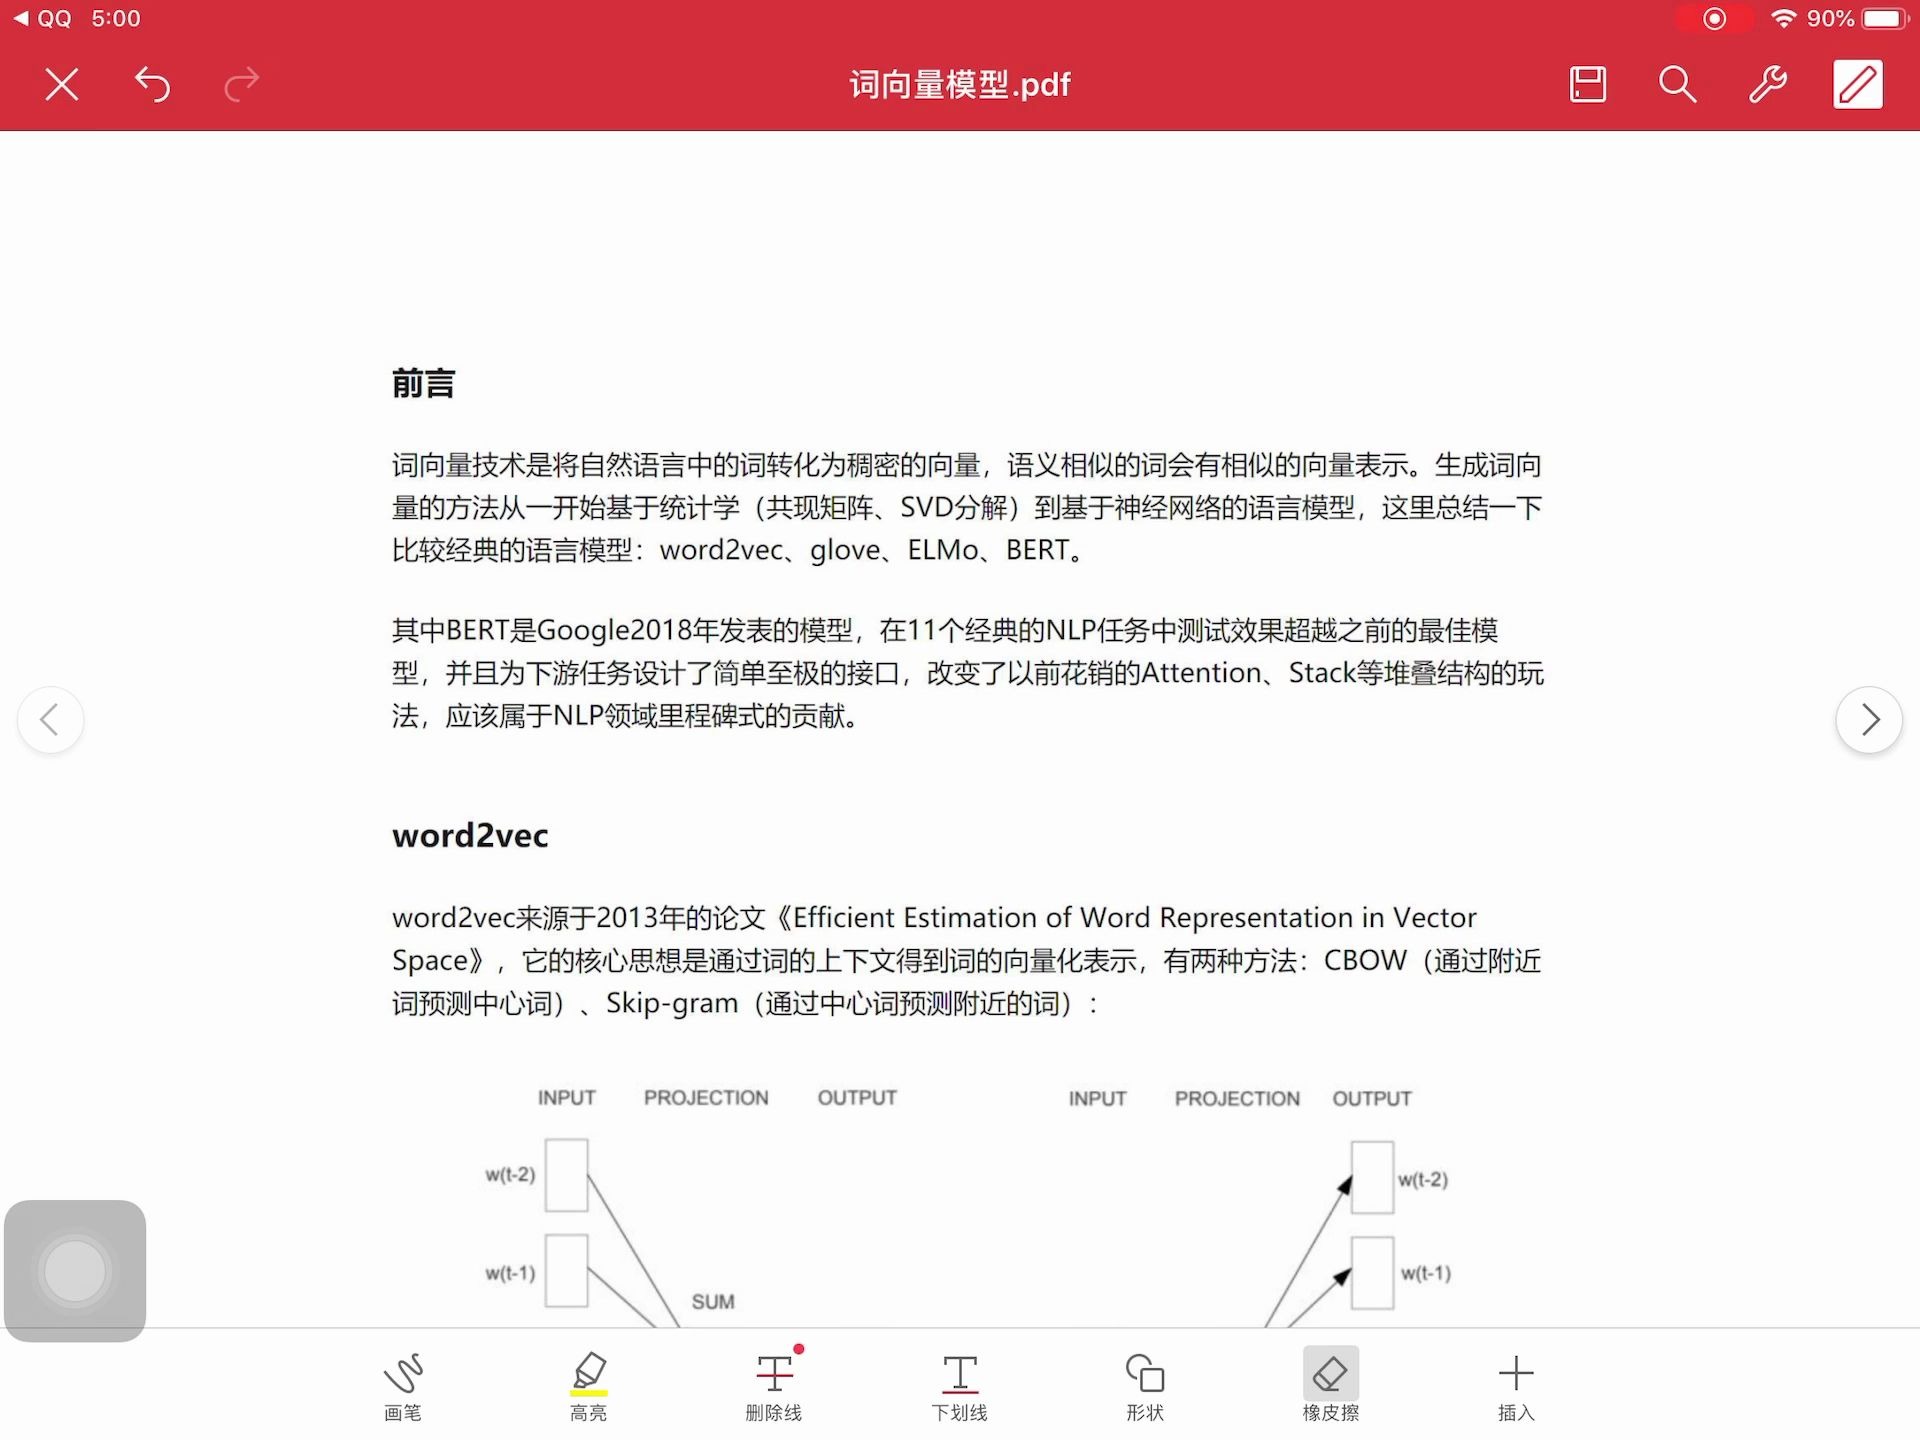 QQ 5:00 90%
词向量模型.pdf
前言
词向量技术是将自然语言中的词转化为稠密的向量，语义相似的词会有相似的向量表示。生成词向
量的方法从一开始基于统计学（共现矩阵、SVD分解）到基于神经网络的语言模型，这里总结一下
比较经典的语言模型：word2vec、glove、ELMo、BERT。
其中BERT是Google2018年发表的模型，在11个经典的NLP任务中测试效果超越之前的最佳模
型，并且为下游任务设计了简单至极的接口，改变了以前花销的Attention、Stack等堆叠结构的玩
法，应该属于NLP领域里程碑式的贡献。
word2vec
word2vec来源于2013年的论文《Efficient Estimation of Word Representation in Vector
Space》，它的核心思想是通过词的上下文得到词的向量化表示，有两种方法：CBOW（通过附近
词预测中心词）、Skip-gram（通过中心词预测附近的词）：
INPUT PROJECTION OUTPUT INPUT PROJECTION OUTPUT
w(t-2) w(t-2)
w(t-1) w(t-1)
SUM
画笔 高亮 删除线 下划线 形状 橡皮擦 插入